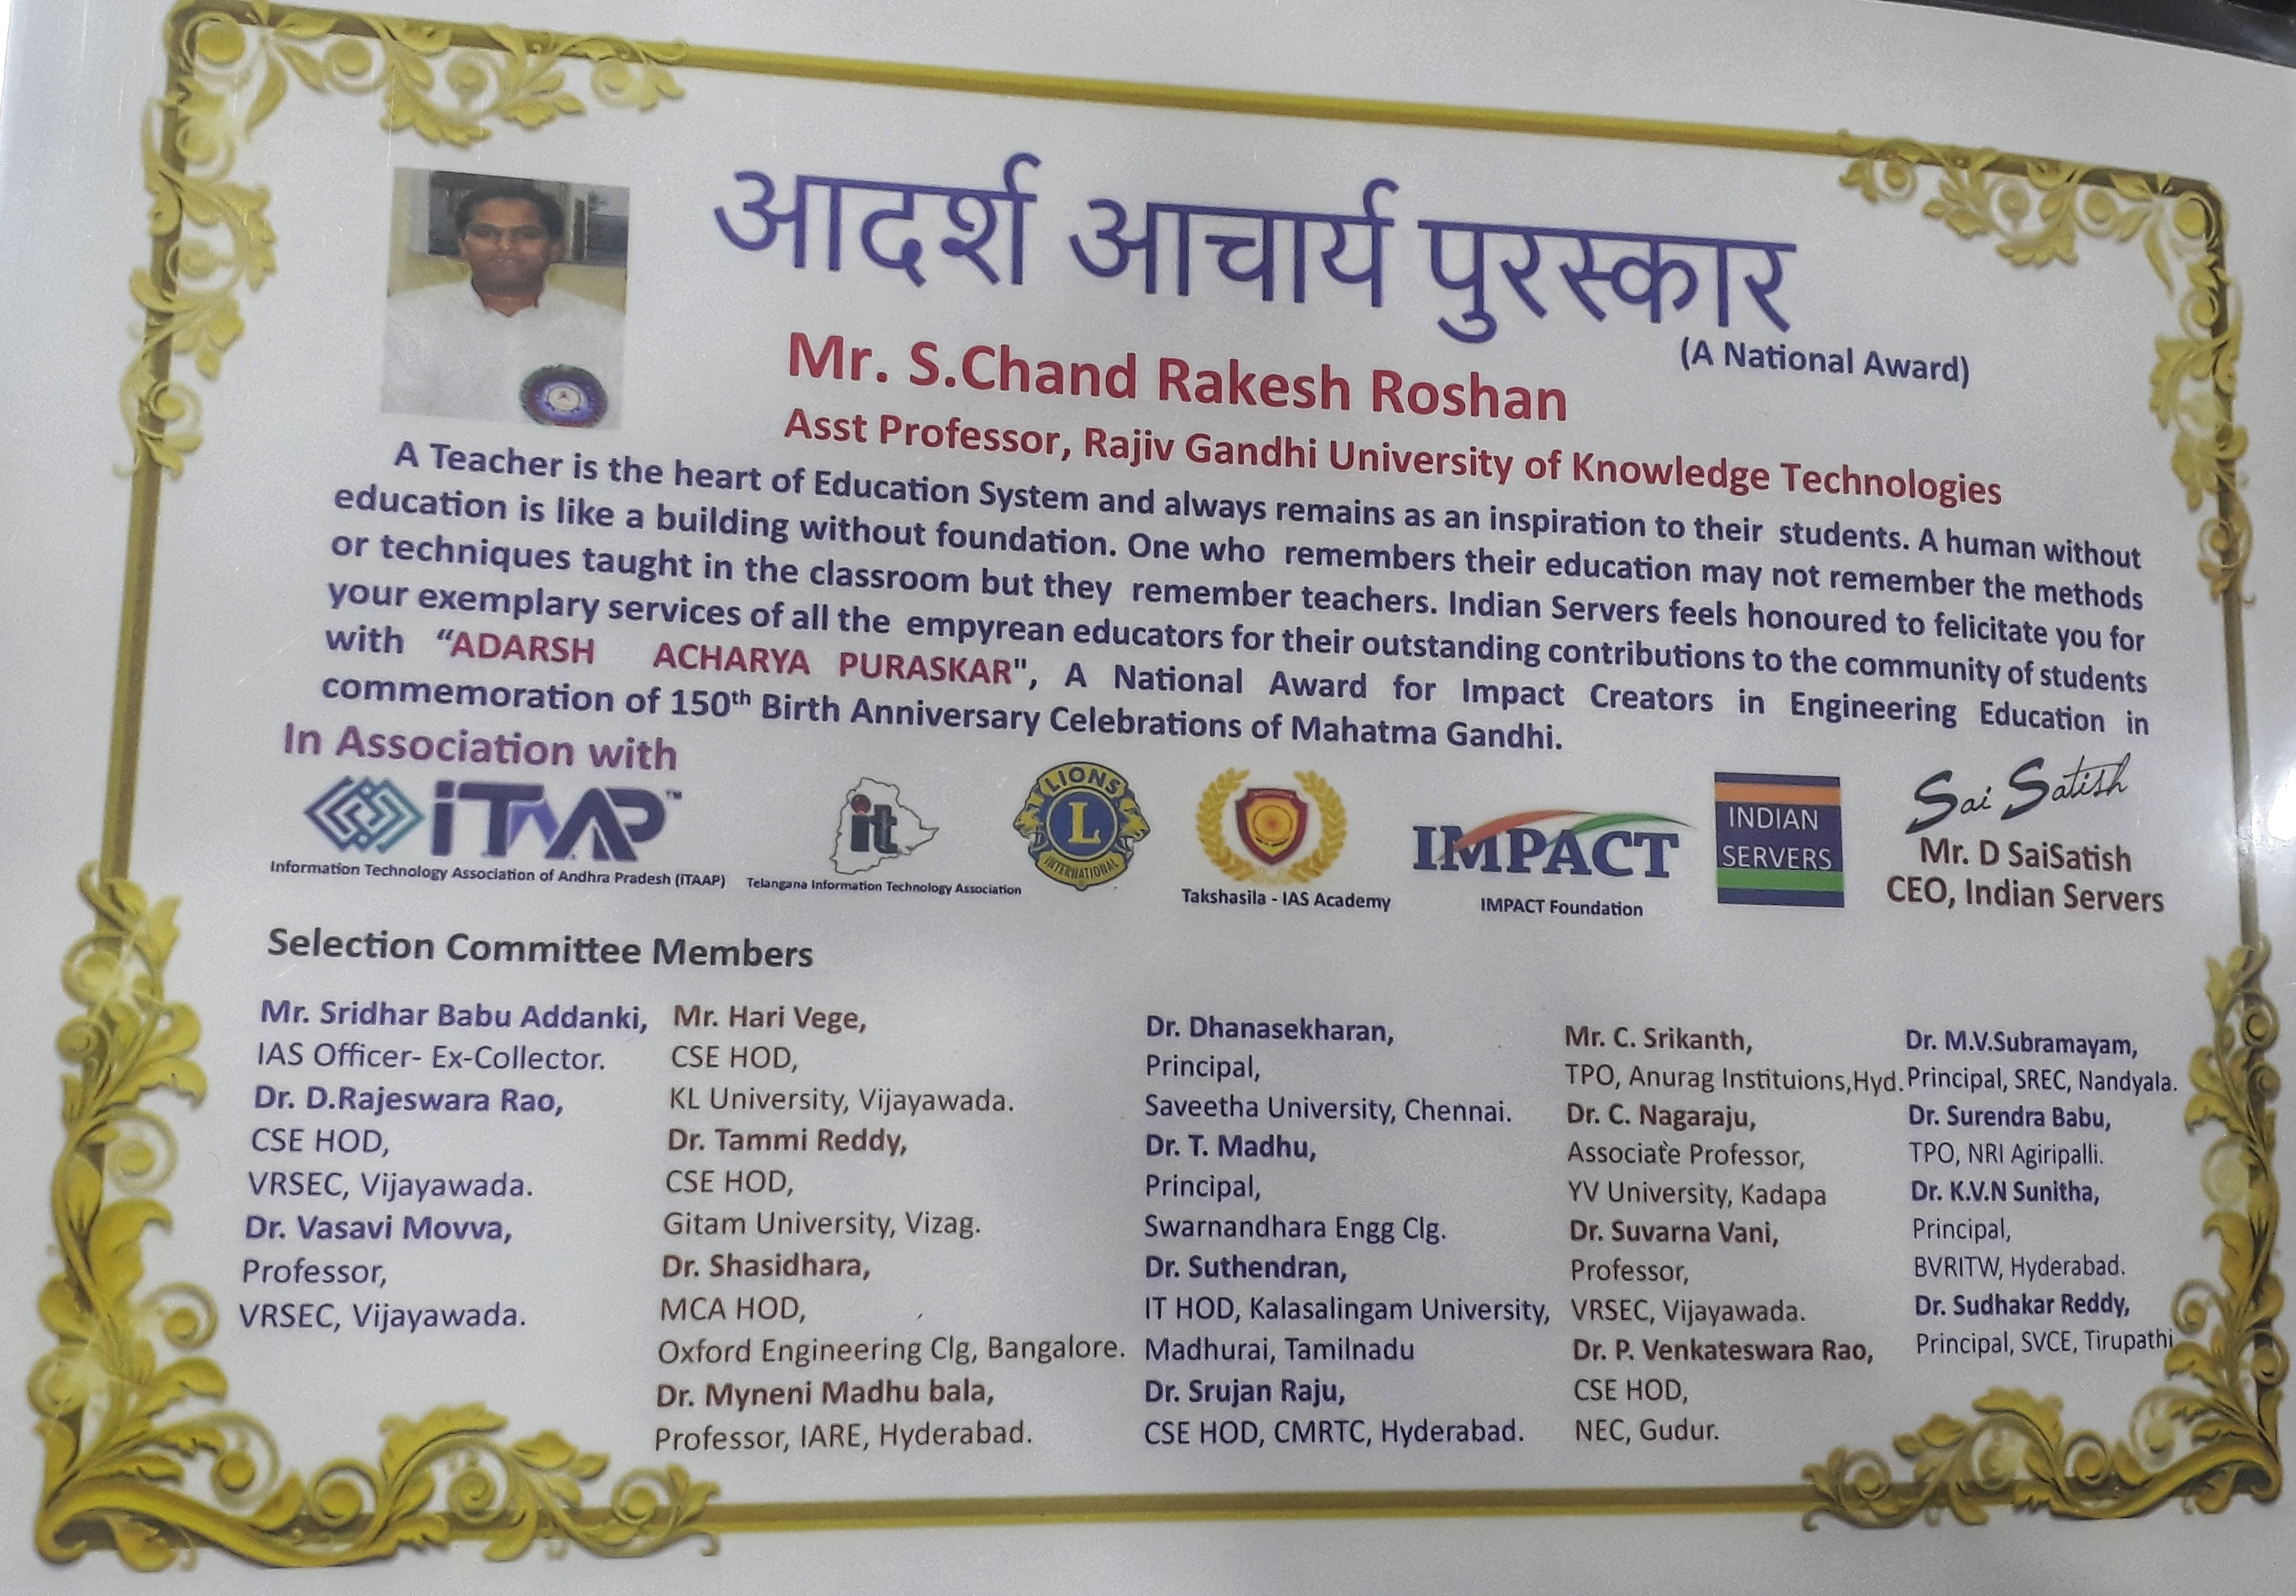 आदर्श आचार्य पुरस्कार
(A National Award)
Mr. S.Chand Rakesh Roshan
Asst Professor, Rajiv Gandhi University of Knowledge Technologies
A Teacher is the heart of Education System and always remains as an inspiration to their students. A human without
education is like a building without foundation. One who remembers their education may not remember the methods
or techniques taught in the classroom but they remember teachers. Indian Servers feels honoured to felicitate you for
your exemplary services of all the empyrean educators for their outstanding contributions to the community of students
with "ADARSH ACHARYA PURASKAR", A National Award for Impact Creators in Engineering Education in
commemoration of 150th Birth Anniversary Celebrations of Mahatma Gandhi.
In Association with
iTAAP™
Information Technology Association of Andhra Pradesh (iTAAP)
it
Telangana Information Technology Association
LIONS
L
INTERNATIONAL
Takshasila - IAS Academy
IMPACT
IMPACT Foundation
INDIAN
SERVERS
Sai Satish
Mr. D SaiSatish
CEO, Indian Servers
Selection Committee Members
Mr. Sridhar Babu Addanki,
IAS Officer- Ex-Collector.
Dr. D.Rajeswara Rao,
CSE HOD,
VRSEC, Vijayawada.
Dr. Vasavi Movva,
Professor,
VRSEC, Vijayawada.
Mr. Hari Vege,
CSE HOD,
KL University, Vijayawada.
Dr. Tammi Reddy,
CSE HOD,
Gitam University, Vizag.
Dr. Shasidhara,
MCA HOD,
Oxford Engineering Clg, Bangalore.
Dr. Myneni Madhu bala,
Professor, IARE, Hyderabad.
Dr. Dhanasekharan,
Principal,
Saveetha University, Chennai.
Dr. T. Madhu,
Principal,
Swarnandhara Engg Clg.
Dr. Suthendran,
IT HOD, Kalasalingam University,
Madhurai, Tamilnadu
Dr. Srujan Raju,
CSE HOD, CMRTC, Hyderabad.
Mr. C. Srikanth,
TPO, Anurag Instituions,Hyd.
Dr. C. Nagaraju,
Associate Professor,
YV University, Kadapa
Dr. Suvarna Vani,
Professor,
VRSEC, Vijayawada.
Dr. P. Venkateswara Rao,
CSE HOD,
NEC, Gudur.
Dr. M.V.Subramayam,
Principal, SREC, Nandyala.
Dr. Surendra Babu,
TPO, NRI Agiripalli.
Dr. K.V.N Sunitha,
Principal,
BVRITW, Hyderabad.
Dr. Sudhakar Reddy,
Principal, SVCE, Tirupathi